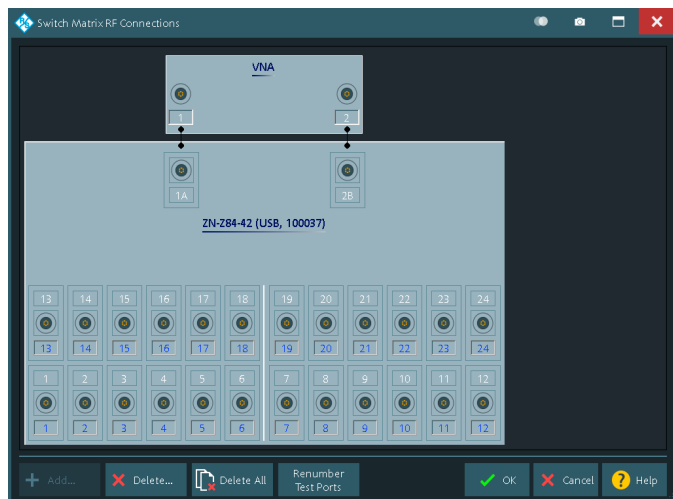 Switch Matrix RF Connections
VNA
1 2
1A 2B
ZN-Z84-42 (USB, 100037)
13 14 15 16 17 18 19 20 21 22 23 24
13 14 15 16 17 18 19 20 21 22 23 24
1 2 3 4 5 6 7 8 9 10 11 12
1 2 3 4 5 6 7 8 9 10 11 12
Add... Delete... Delete All Renumber Test Ports OK Cancel Help